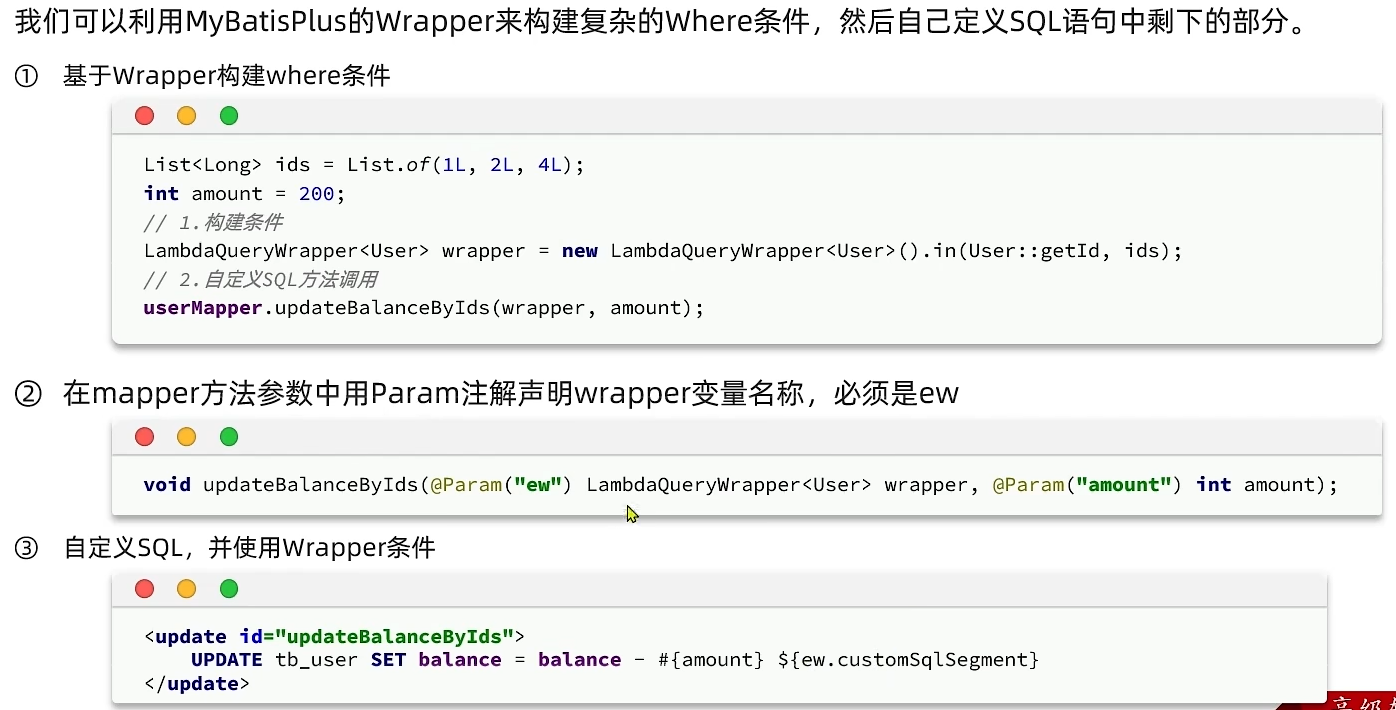 我们可以利用MyBatisPlus的Wrapper来构建复杂的Where条件，然后自己定义SQL语句中剩下的部分。
① 基于Wrapper构建where条件
List<Long> ids = List.of(1L, 2L, 4L);
int amount = 200;
// 1.构建条件
LambdaQueryWrapper<User> wrapper = new LambdaQueryWrapper<User>().in(User::getId, ids);
// 2.自定义SQL方法调用
userMapper.updateBalanceByIds(wrapper, amount);
② 在mapper方法参数中用Param注解声明wrapper变量名称，必须是ew
void updateBalanceByIds(@Param("ew") LambdaQueryWrapper<User> wrapper, @Param("amount") int amount);
③ 自定义SQL，并使用Wrapper条件
<update id="updateBalanceByIds">
UPDATE tb_user SET balance = balance - #{amount} ${ew.customSqlSegment}
</update>
高级